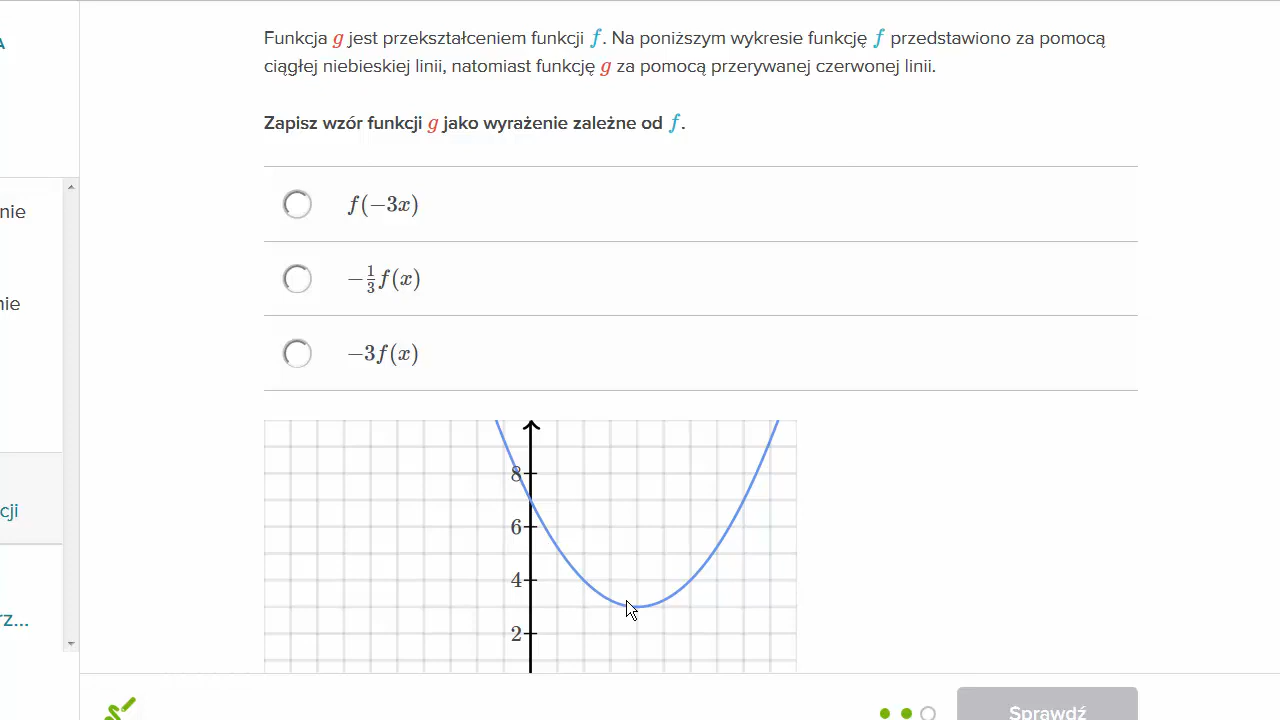 A
Funkcja g jest przekształceniem funkcji f. Na poniższym wykresie funkcję f przedstawiono za pomocą
ciągłej niebieskiej linii, natomiast funkcję g za pomocą przerywanej czerwonej linii.
Zapisz wzór funkcji g jako wyrażenie zależne od f.
nie
f(−3x)
−1/3 f(x)
nie
−3f(x)
8
cji
6
4
rz...
2
Sprawdź